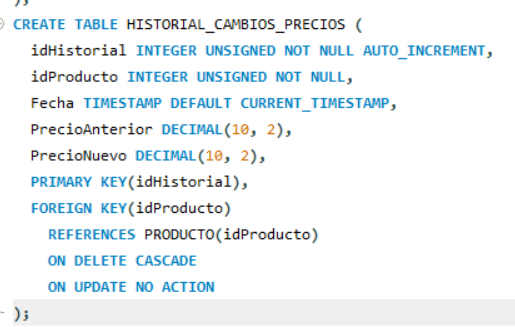 );
CREATE TABLE HISTORIAL_CAMBIOS_PRECIOS (
idHistorial INTEGER UNSIGNED NOT NULL AUTO_INCREMENT,
idProducto INTEGER UNSIGNED NOT NULL,
Fecha TIMESTAMP DEFAULT CURRENT_TIMESTAMP,
PrecioAnterior DECIMAL(10, 2),
PrecioNuevo DECIMAL(10, 2),
PRIMARY KEY(idHistorial),
FOREIGN KEY(idProducto)
REFERENCES PRODUCTO(idProducto)
ON DELETE CASCADE
ON UPDATE NO ACTION
);